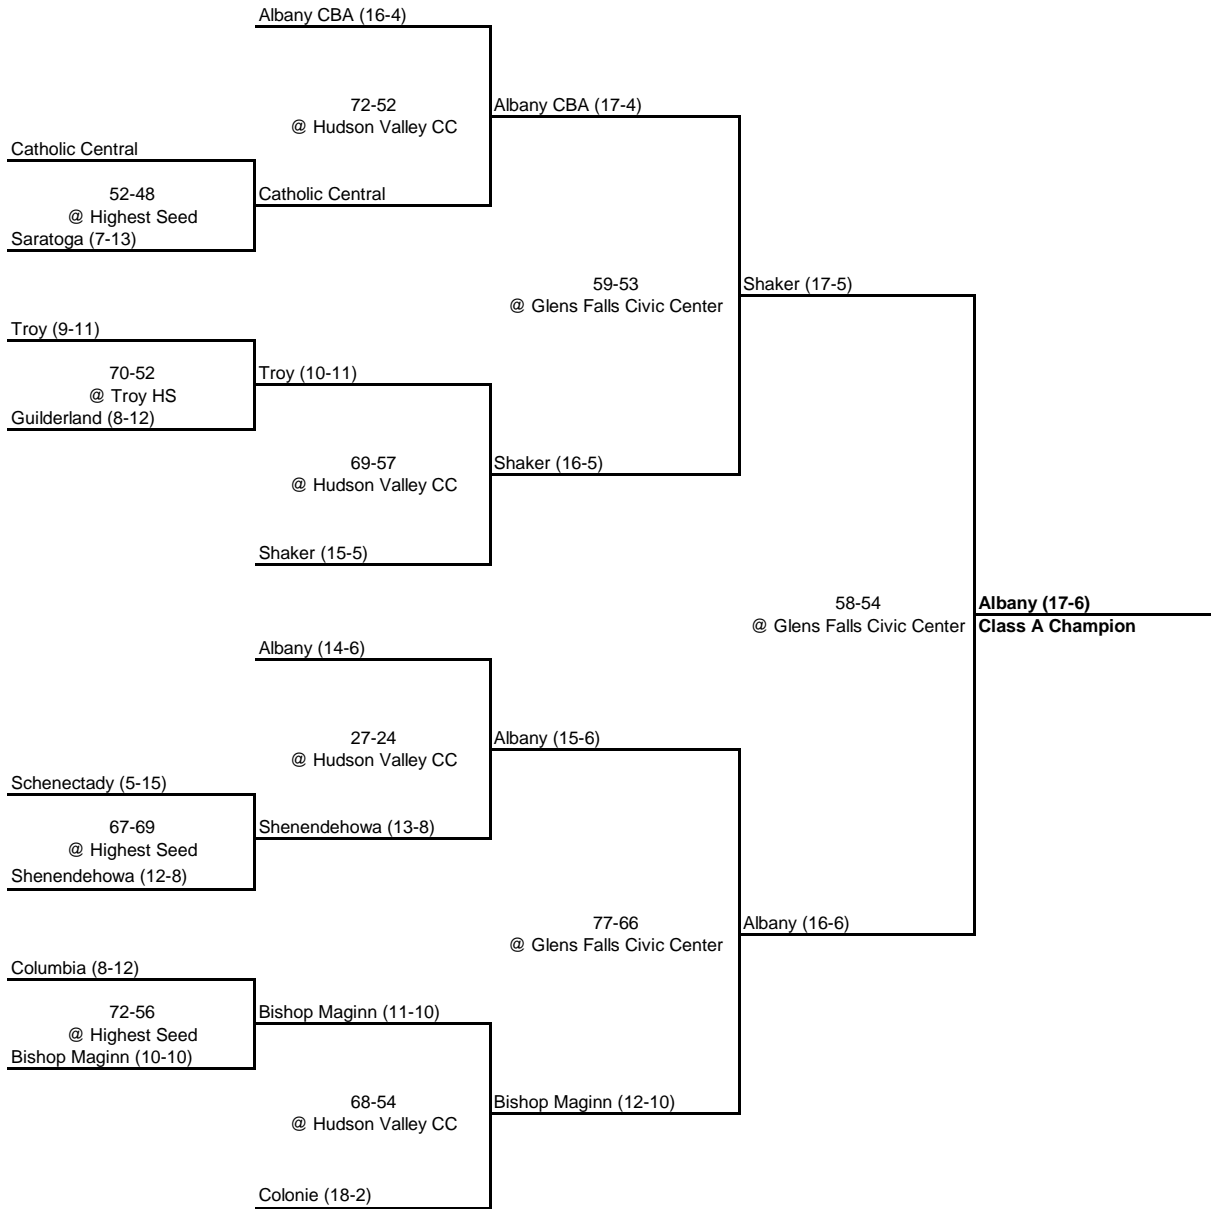 Albany CBA (16-4)
72-52
@ Hudson Valley CC
Albany CBA (17-4)
Catholic Central
52-48
@ Highest Seed
Catholic Central
Saratoga (7-13)
59-53
@ Glens Falls Civic Center
Shaker (17-5)
Troy (9-11)
70-52
@ Troy HS
Troy (10-11)
Guilderland (8-12)
69-57
@ Hudson Valley CC
Shaker (16-5)
Shaker (15-5)
58-54
@ Glens Falls Civic Center
Albany (17-6)
Class A Champion
Albany (14-6)
27-24
@ Hudson Valley CC
Albany (15-6)
Schenectady (5-15)
67-69
@ Highest Seed
Shenendehowa (13-8)
Shenendehowa (12-8)
77-66
@ Glens Falls Civic Center
Albany (16-6)
Columbia (8-12)
72-56
@ Highest Seed
Bishop Maginn (11-10)
Bishop Maginn (10-10)
68-54
@ Hudson Valley CC
Bishop Maginn (12-10)
Colonie (18-2)